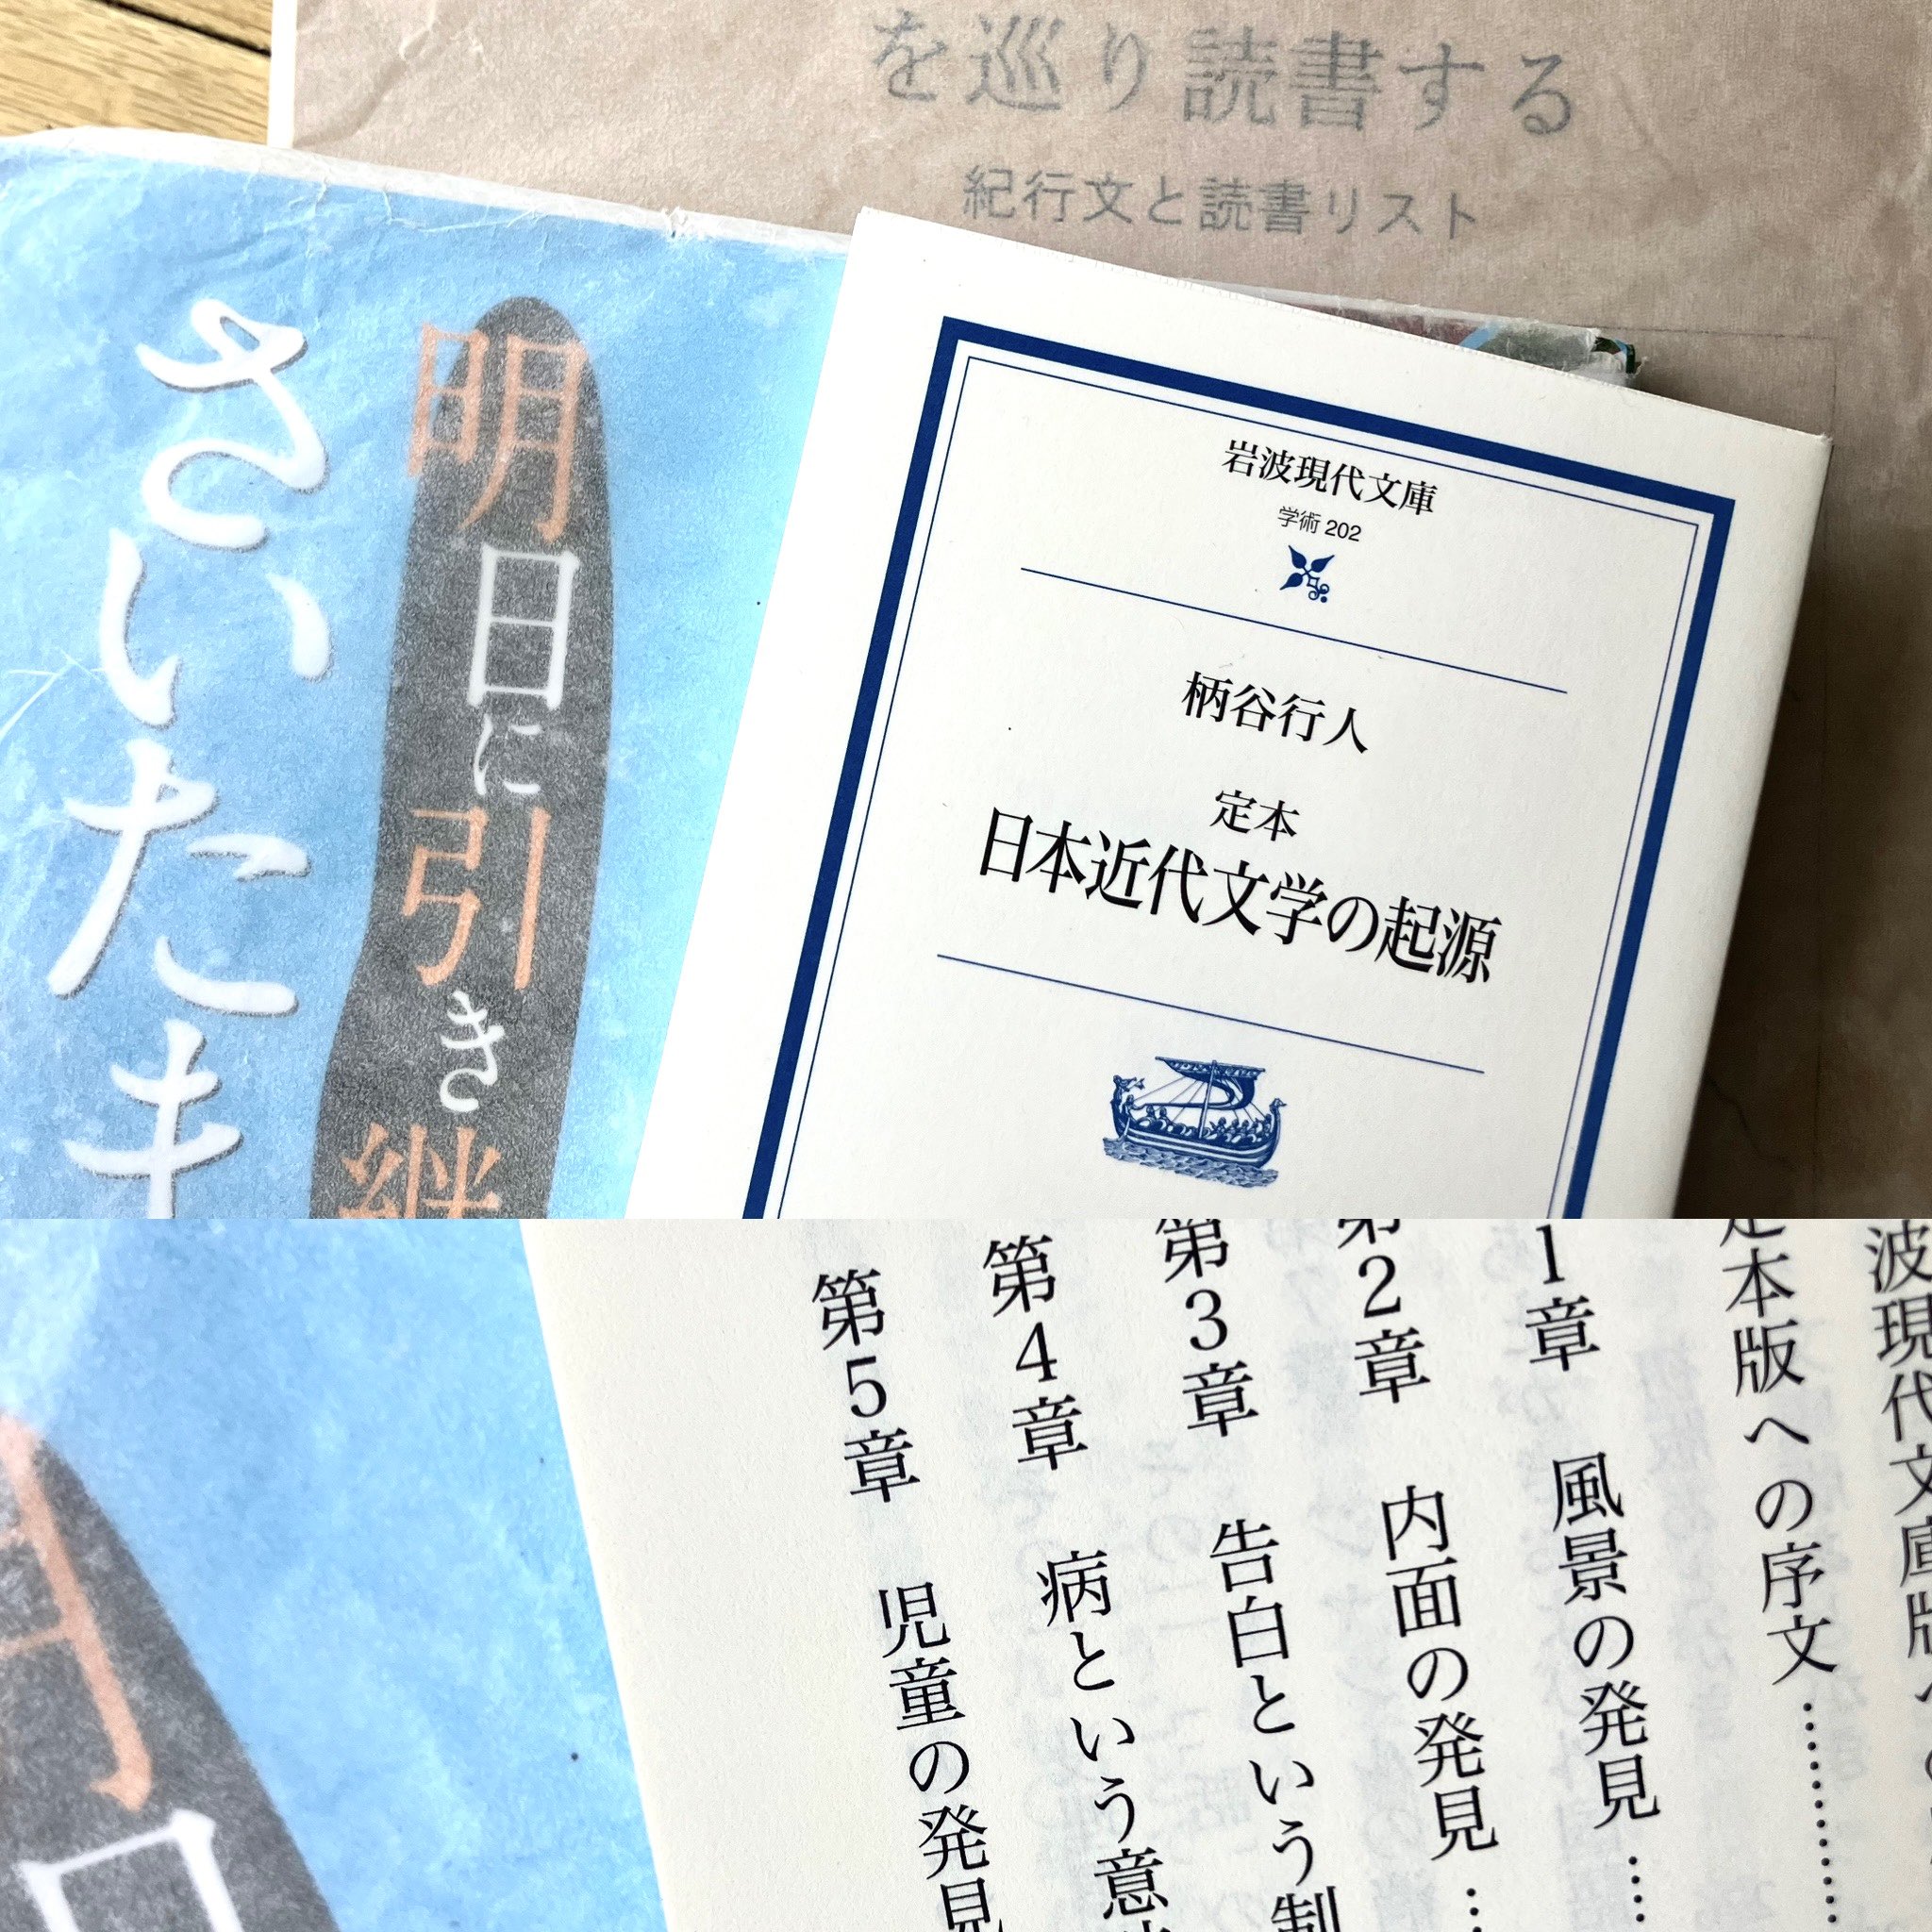 を巡り読書する
紀行文と読書リスト
明日に引き継
さいたま
岩波現代文庫
学術 202
柄谷行人
定本
日本近代文学の起源
波現代文庫版への
定本版への序文…………
1章 風景の発見……
第2章 内面の発見……
第3章 告白という制
第4章 病という意
第5章 児童の発見
日